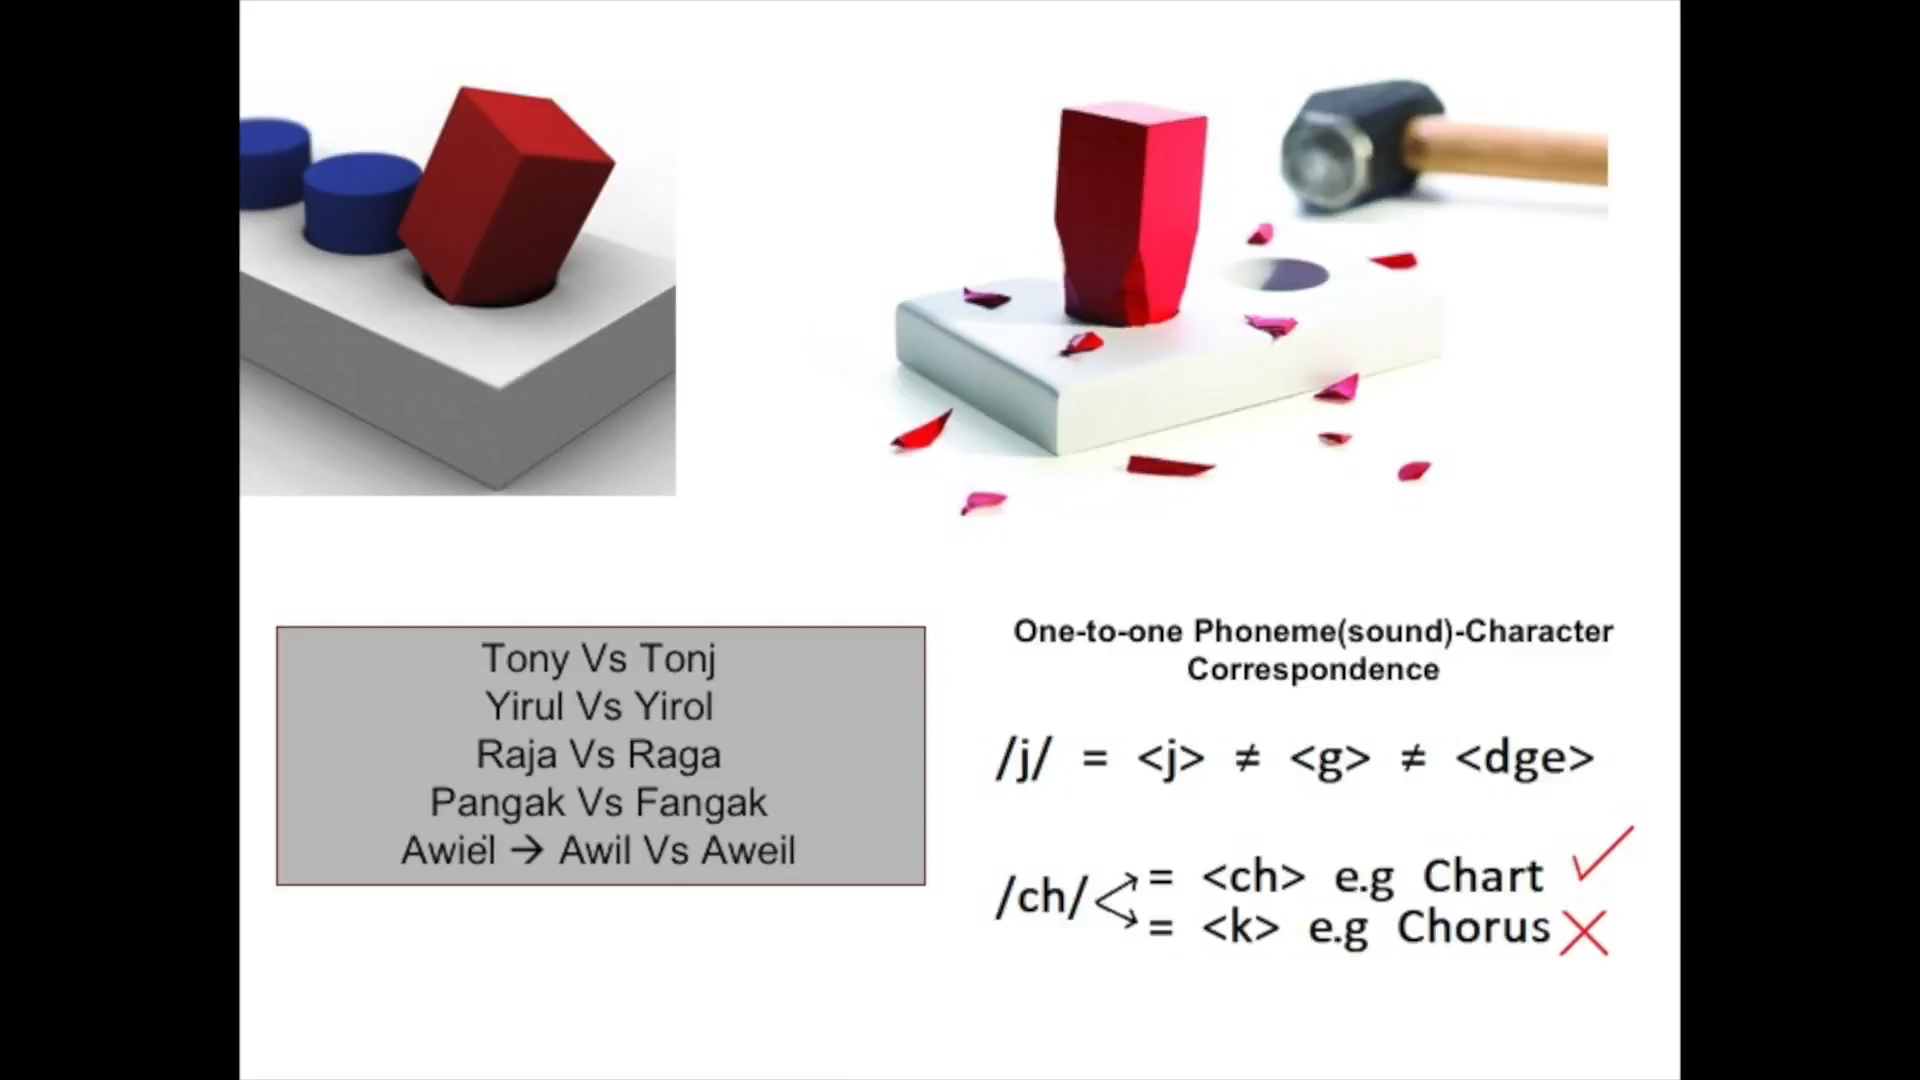 Tony Vs Tonj
Yirul Vs Yirol
Raja Vs Raga
Pangak Vs Fangak
Awiël → Awil Vs Aweil
One-to-one Phoneme(sound)-Character
Correspondence
/j/ = <j> ≠ <g> ≠ <dge>
/ch/ = <ch> e.g Chart ✓
= <k> e.g Chorus ✗